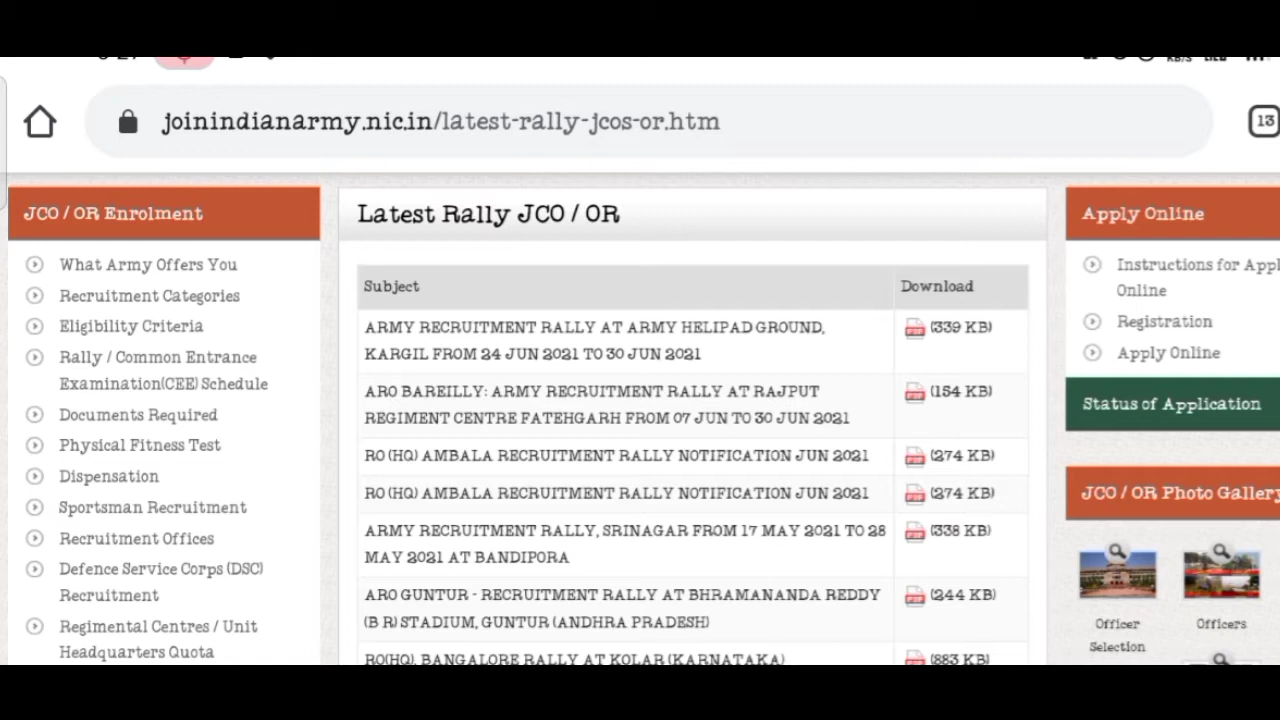 KB/S
joinindianarmy.nic.in/latest-rally-jcos-or.htm
13
JCO / OR Enrolment
What Army Offers You
Recruitment Categories
Eligibility Criteria
Rally / Common Entrance
Examination(CEE) Schedule
Documents Required
Physical Fitness Test
Dispensation
Sportsman Recruitment
Recruitment Offices
Defence Service Corps (DSC)
Recruitment
Regimental Centres / Unit
Headquarters Quota
Latest Rally JCO / OR
Subject Download
ARMY RECRUITMENT RALLY AT ARMY HELIPAD GROUND, (339 KB)
KARGIL FROM 24 JUN 2021 TO 30 JUN 2021
ARO BAREILLY: ARMY RECRUITMENT RALLY AT RAJPUT (154 KB)
REGIMENT CENTRE FATEHGARH FROM 07 JUN TO 30 JUN 2021
RO (HQ) AMBALA RECRUITMENT RALLY NOTIFICATION JUN 2021 (274 KB)
RO (HQ) AMBALA RECRUITMENT RALLY NOTIFICATION JUN 2021 (274 KB)
ARMY RECRUITMENT RALLY, SRINAGAR FROM 17 MAY 2021 TO 28 (338 KB)
MAY 2021 AT BANDIPORA
ARO GUNTUR - RECRUITMENT RALLY AT BHRAMANANDA REDDY (244 KB)
(B R) STADIUM, GUNTUR (ANDHRA PRADESH)
RO(HQ), BANGALORE RALLY AT KOLAR (KARNATAKA) (883 KB)
Apply Online
Instructions for Appl
Online
Registration
Apply Online
Status of Application
JCO / OR Photo Gallery
Officer
Selection
Officers